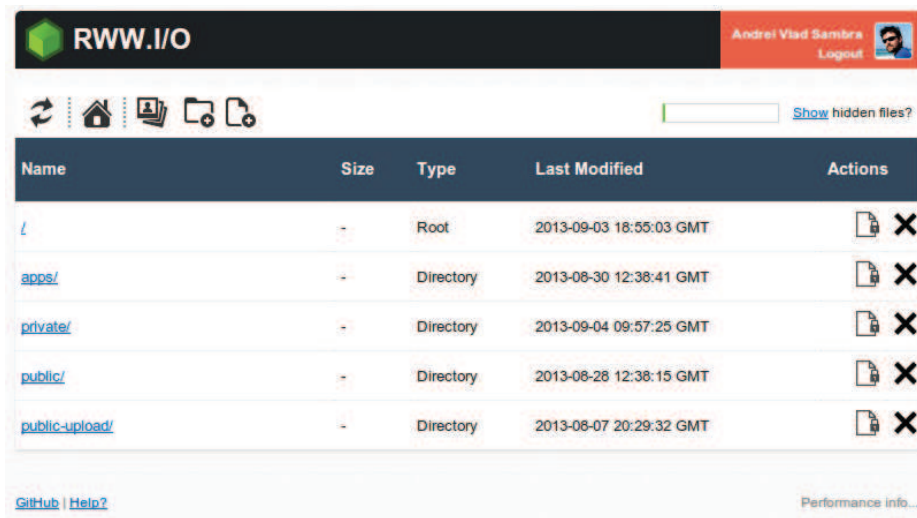 RWW.I/O
Andrei Vlad Sambra
Logout
Show hidden files?
Name Size Type Last Modified Actions
/ - Root 2013-09-03 18:55:03 GMT
apps/ - Directory 2013-08-30 12:38:41 GMT
private/ - Directory 2013-09-04 09:57:25 GMT
public/ - Directory 2013-08-28 12:38:15 GMT
public-upload/ - Directory 2013-08-07 20:29:32 GMT
GitHub | Help? Performance info...